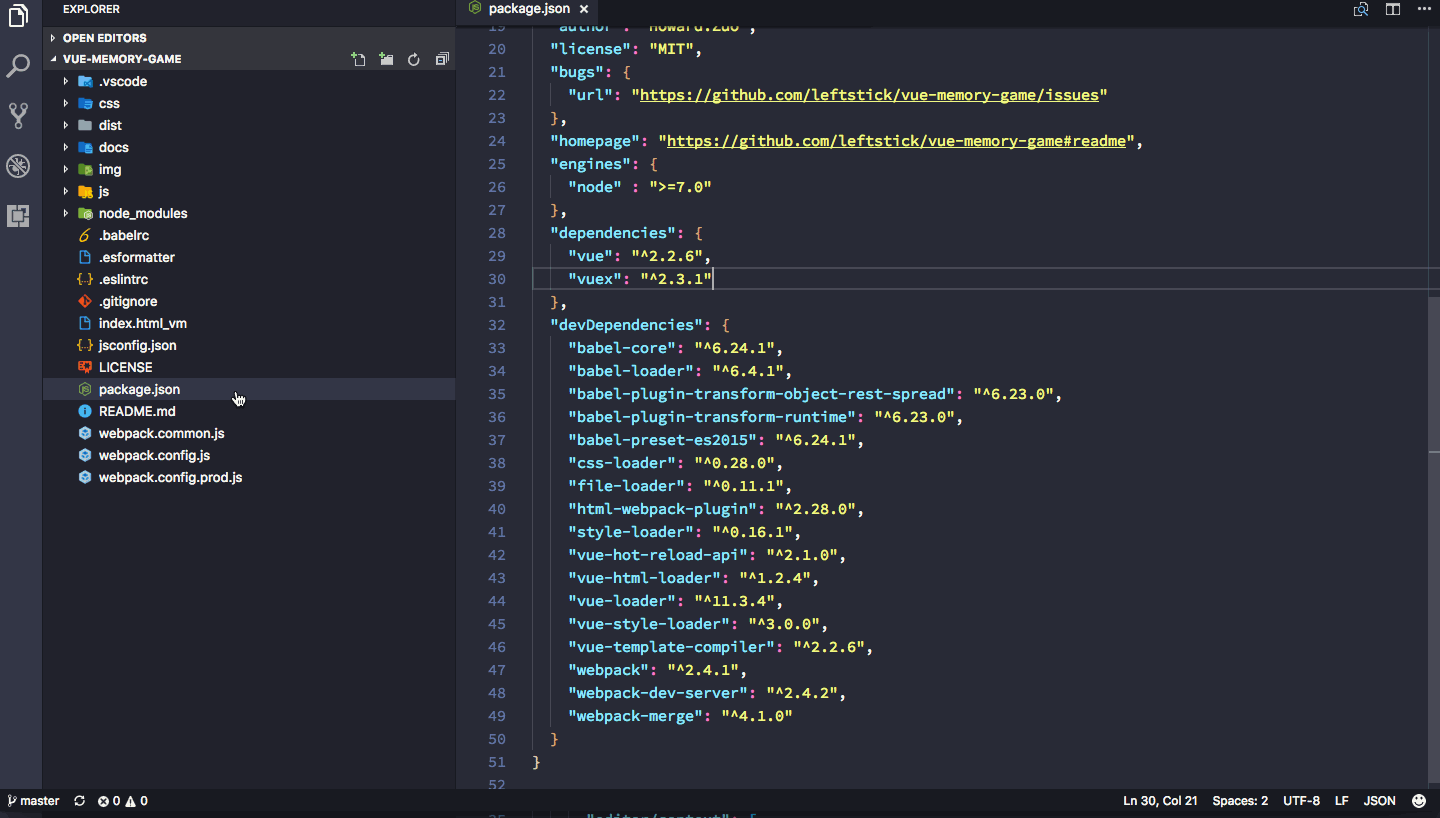 EXPLORER
OPEN EDITORS
VUE-MEMORY-GAME
.vscode
css
dist
docs
img
js
node_modules
.babelrc
.esformatter
.eslintrc
.gitignore
index.html_vm
jsconfig.json
LICENSE
package.json
README.md
webpack.common.js
webpack.config.js
webpack.config.prod.js
package.json
19 "author": "Howard.Zuo",
20 "license": "MIT",
21 "bugs": {
22 "url": "https://github.com/leftstick/vue-memory-game/issues"
23 },
24 "homepage": "https://github.com/leftstick/vue-memory-game#readme",
25 "engines": {
26 "node" : ">=7.0"
27 },
28 "dependencies": {
29 "vue": "^2.2.6",
30 "vuex": "^2.3.1"
31 },
32 "devDependencies": {
33 "babel-core": "^6.24.1",
34 "babel-loader": "^6.4.1",
35 "babel-plugin-transform-object-rest-spread": "^6.23.0",
36 "babel-plugin-transform-runtime": "^6.23.0",
37 "babel-preset-es2015": "^6.24.1",
38 "css-loader": "^0.28.0",
39 "file-loader": "^0.11.1",
40 "html-webpack-plugin": "^2.28.0",
41 "style-loader": "^0.16.1",
42 "vue-hot-reload-api": "^2.1.0",
43 "vue-html-loader": "^1.2.4",
44 "vue-loader": "^11.3.4",
45 "vue-style-loader": "^3.0.0",
46 "vue-template-compiler": "^2.2.6",
47 "webpack": "^2.4.1",
48 "webpack-dev-server": "^2.4.2",
49 "webpack-merge": "^4.1.0"
50 }
51 }
52
master 0 0 Ln 30, Col 21 Spaces: 2 UTF-8 LF JSON
"editor/context": [